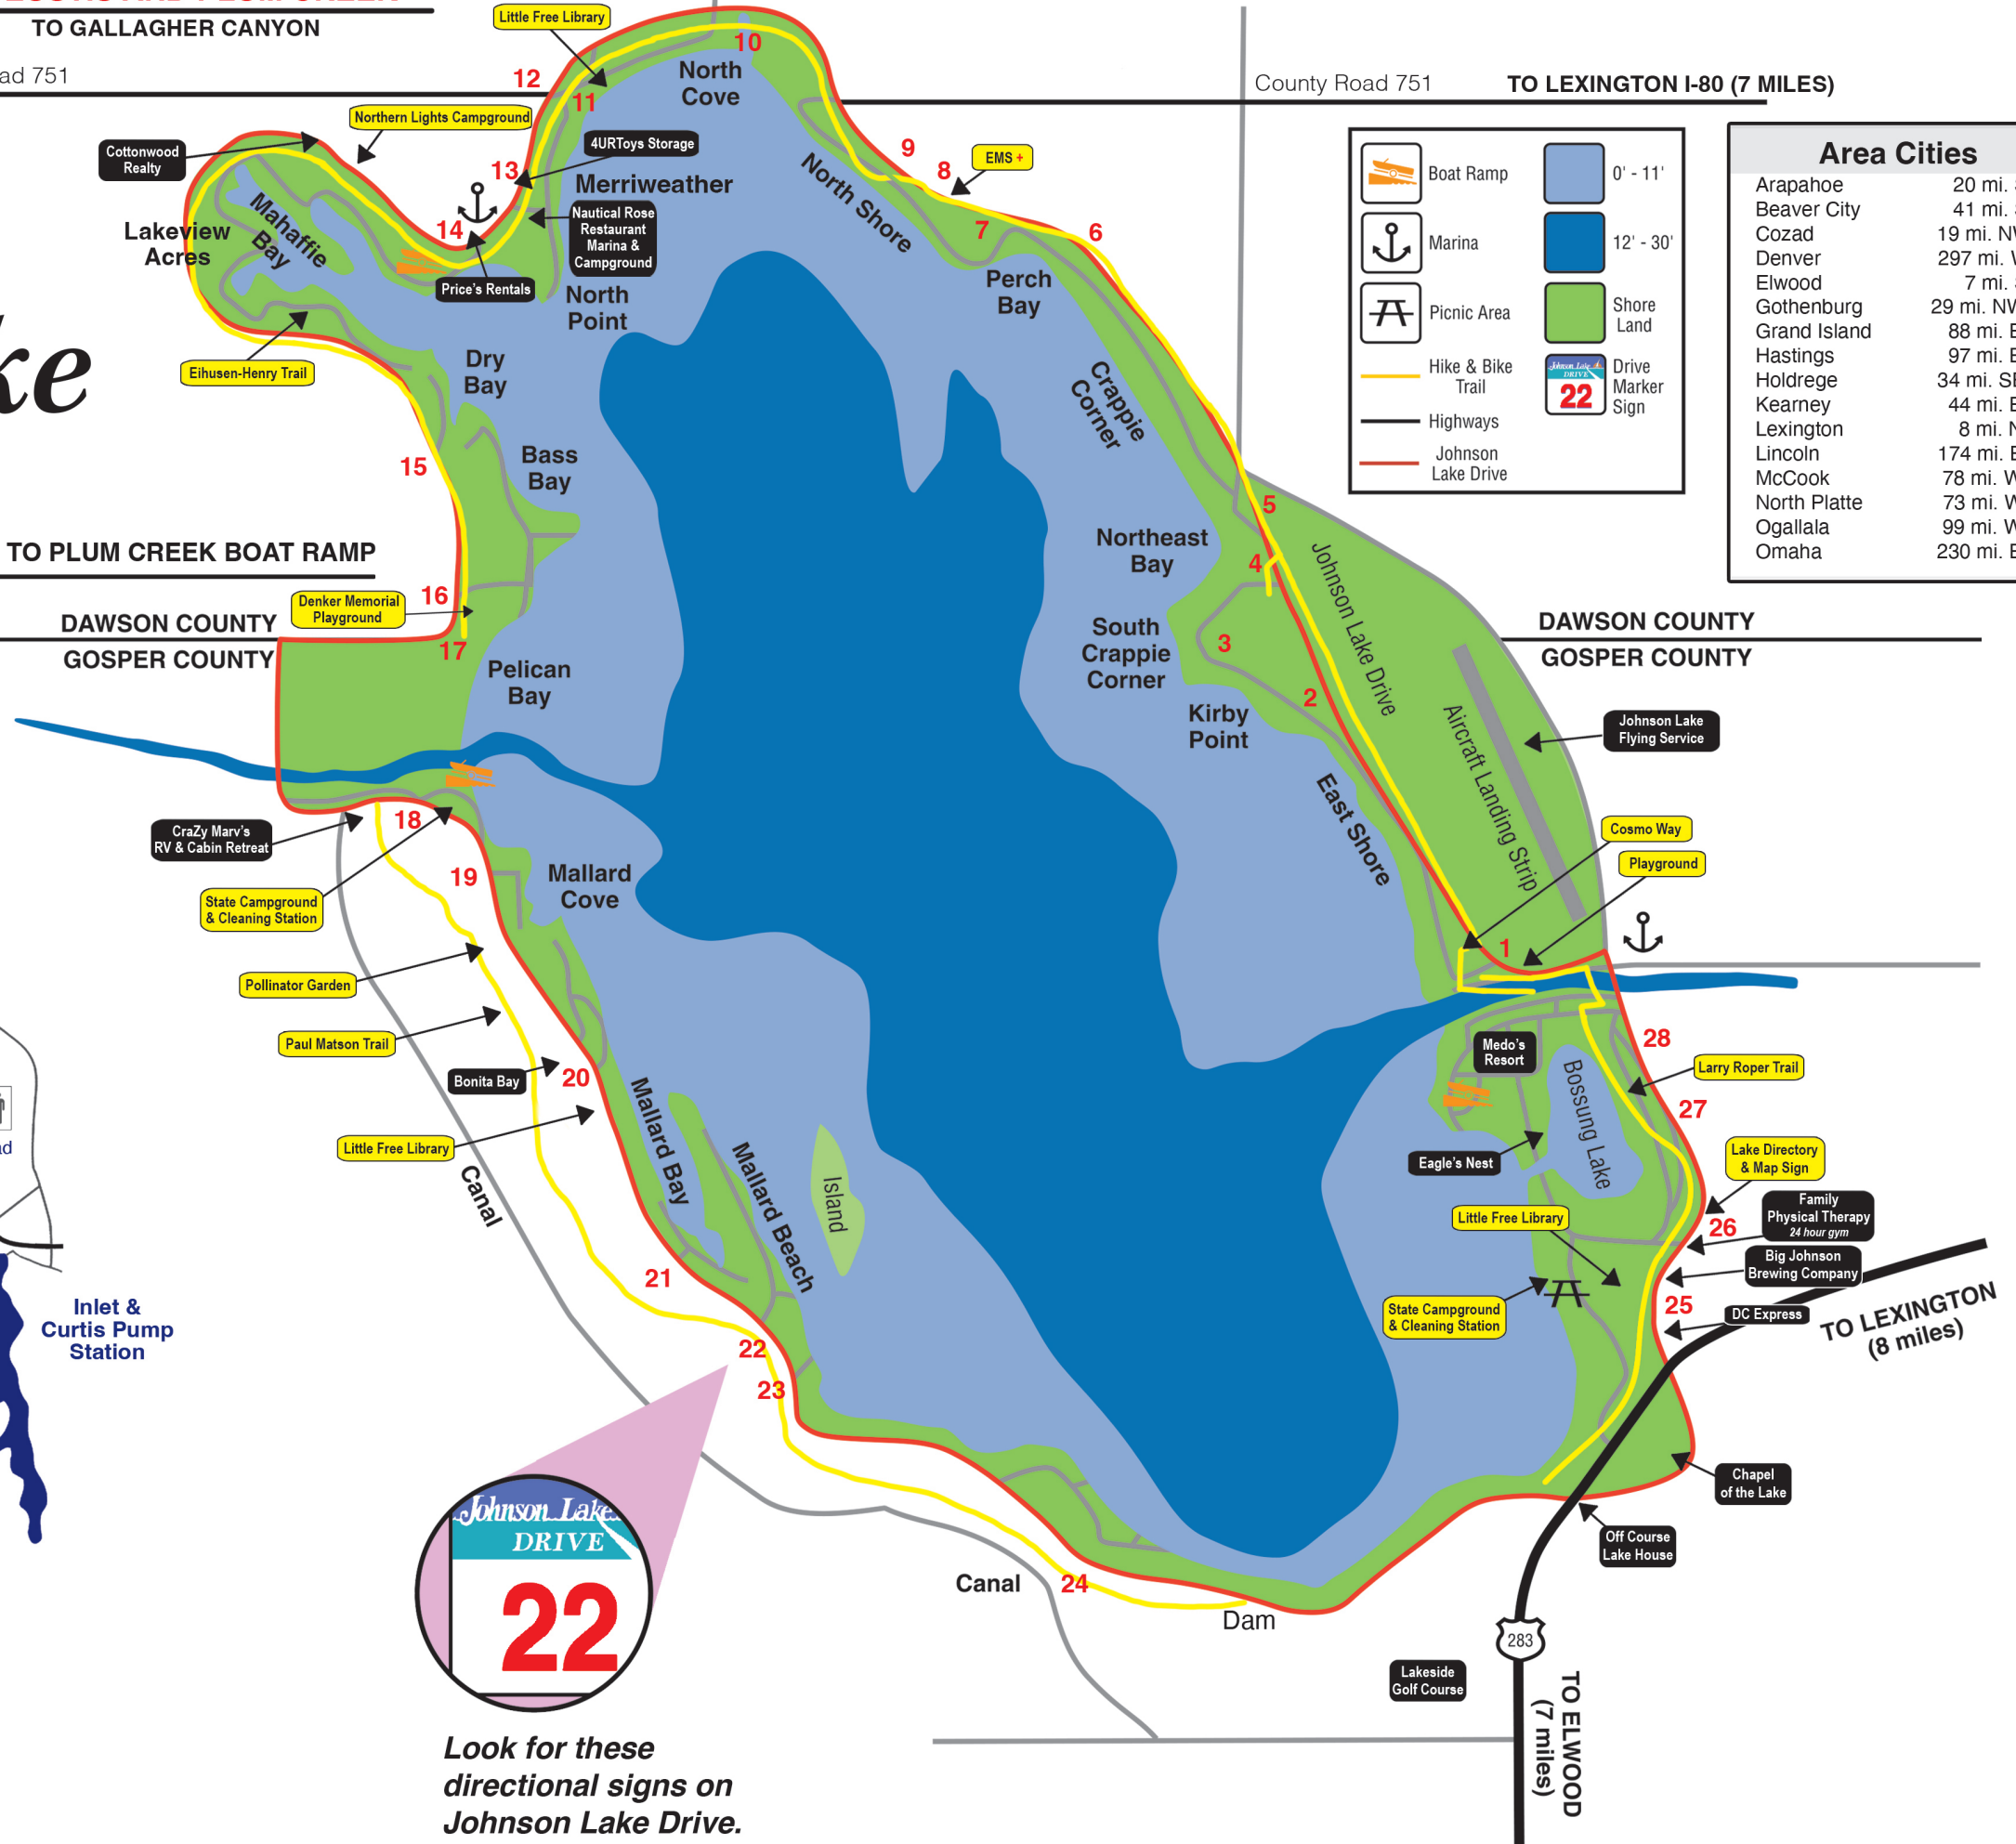 TO GALLAGHER CANYON
ad 751
Little Free Library
10
North
Cove
12
11
County Road 751
TO LEXINGTON I-80 (7 MILES)
Northern Lights Campground
Cottonwood
Realty
4URToys Storage
13
Merriweather
Nautical Rose
Restaurant
Marina &
Campground
14
Price's Rentals
North
Point
Lakeview
Acres
Mahaffie
Bay
Eihusen-Henry Trail
ke
9
8
EMS +
North Shore
7
6
Perch
Bay
Crappie
Corner
Boat Ramp
Marina
Picnic Area
Hike & Bike
Trail
Highways
Johnson
Lake Drive
0' - 11'
12' - 30'
Shore
Land
Johnson Lake
DRIVE
22
Drive
Marker
Sign
Area Cities
Arapahoe 20 mi.
Beaver City 41 mi.
Cozad 19 mi. NW
Denver 297 mi. W
Elwood 7 mi.
Gothenburg 29 mi. NW
Grand Island 88 mi. E
Hastings 97 mi. E
Holdrege 34 mi. SE
Kearney 44 mi. E
Lexington 8 mi. N
Lincoln 174 mi. E
McCook 78 mi. W
North Platte 73 mi. W
Ogallala 99 mi. W
Omaha 230 mi. E
Dry
Bay
Bass
Bay
15
TO PLUM CREEK BOAT RAMP
16
Denker Memorial
Playground
DAWSON COUNTY
GOSPER COUNTY
17
Pelican
Bay
5
Northeast
Bay
4
South
Crappie
Corner
3
2
Kirby
Point
Johnson Lake Drive
DAWSON COUNTY
GOSPER COUNTY
Aircraft Landing Strip
Johnson Lake
Flying Service
East Shore
Cosmo Way
Playground
1
CraZy Marv's
RV & Cabin Retreat
18
19
State Campground
& Cleaning Station
Mallard
Cove
Pollinator Garden
Paul Matson Trail
Bonita Bay
20
Little Free Library
Canal
Mallard Bay
Mallard Beach
Island
21
22
23
Medo's
Resort
Bossung Lake
28
Larry Roper Trail
27
Eagle's Nest
Lake Directory
& Map Sign
Little Free Library
26
Family
Physical Therapy
24 hour gym
Big Johnson
Brewing Company
State Campground
& Cleaning Station
25
DC Express
TO LEXINGTON
(8 miles)
Inlet &
Curtis Pump
Station
Chapel
of the Lake
Off Course
Lake House
Johnson Lake
DRIVE
22
Canal
24
Dam
283
Lakeside
Golf Course
TO ELWOOD
(7 miles)
Look for these
directional signs on
Johnson Lake Drive.